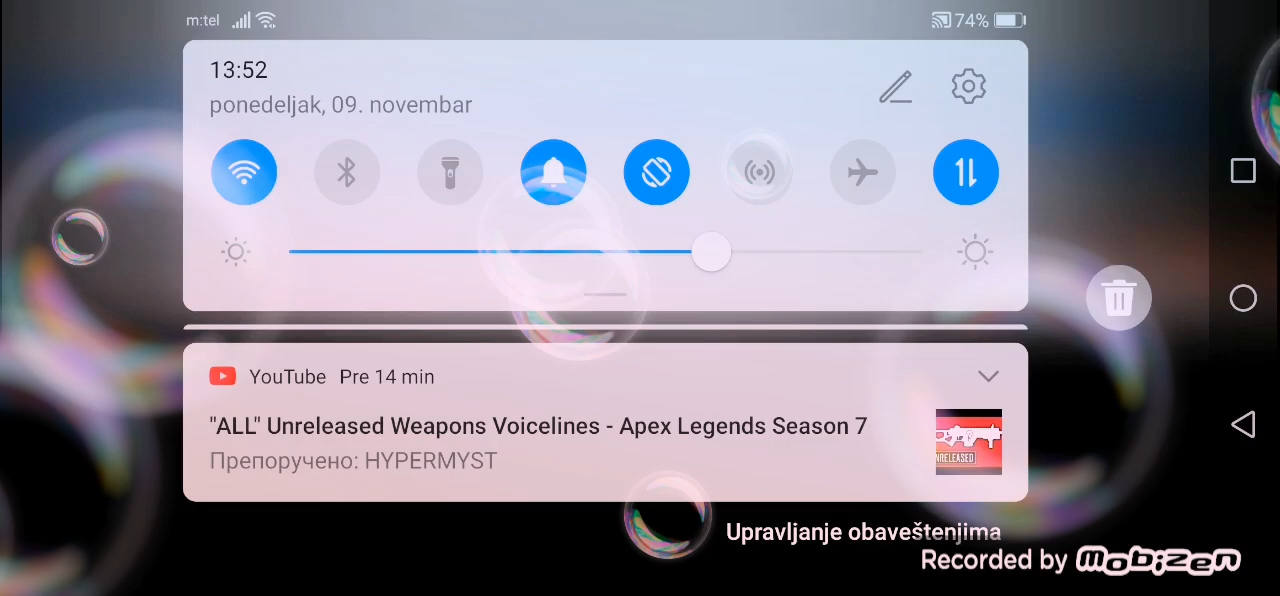 m:tel 74%
13:52
ponedeljak, 09. novembar
YouTube Pre 14 min
"ALL" Unreleased Weapons Voicelines - Apex Legends Season 7
Препоручено: HYPERMYST
NRELEASED
Upravljanje obaveštenjima
Recorded by mobizen